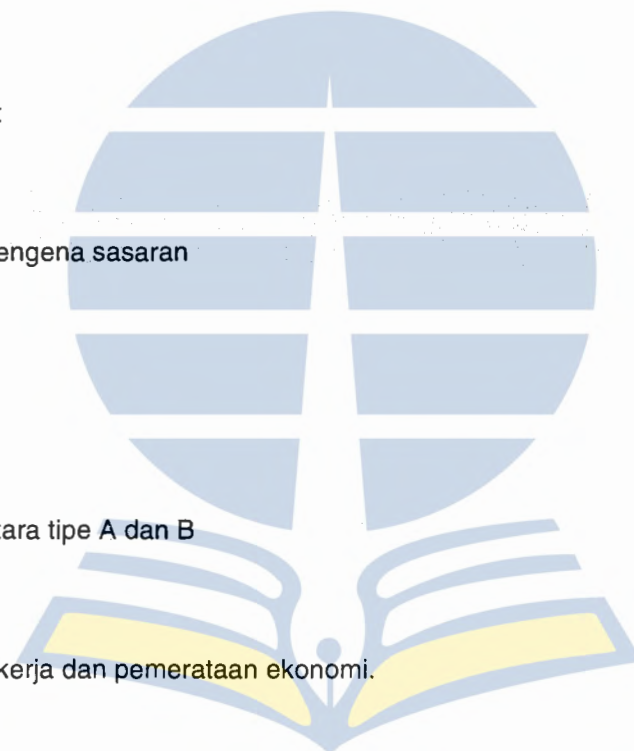 engena sasaran
tara tipe A dan B
kerja dan pemerataan ekonomi.